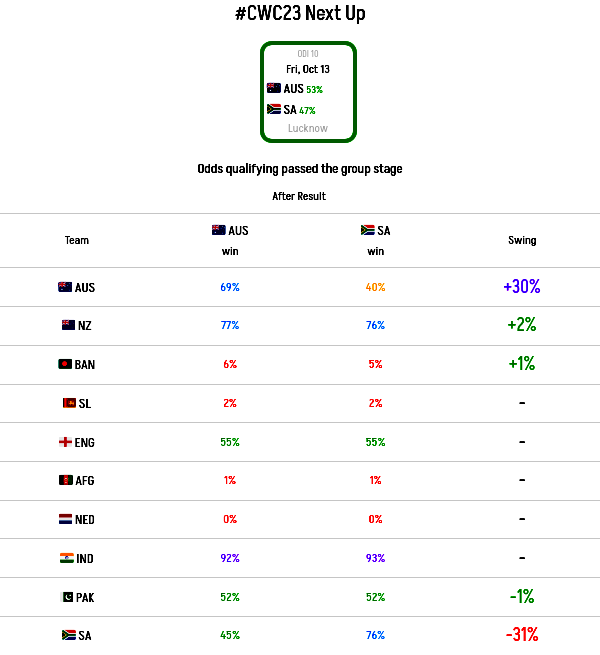 #CWC23 Next Up
ODI 10
Fri, Oct 13
AUS 53%
SA 47%
Lucknow
Odds qualifying passed the group stage
After Result
Team AUS win SA win Swing
AUS 69% 40% +30%
NZ 77% 76% +2%
BAN 6% 5% +1%
SL 2% 2% -
ENG 55% 55% -
AFG 1% 1% -
NED 0% 0% -
IND 92% 93% -
PAK 52% 52% -1%
SA 45% 76% -31%